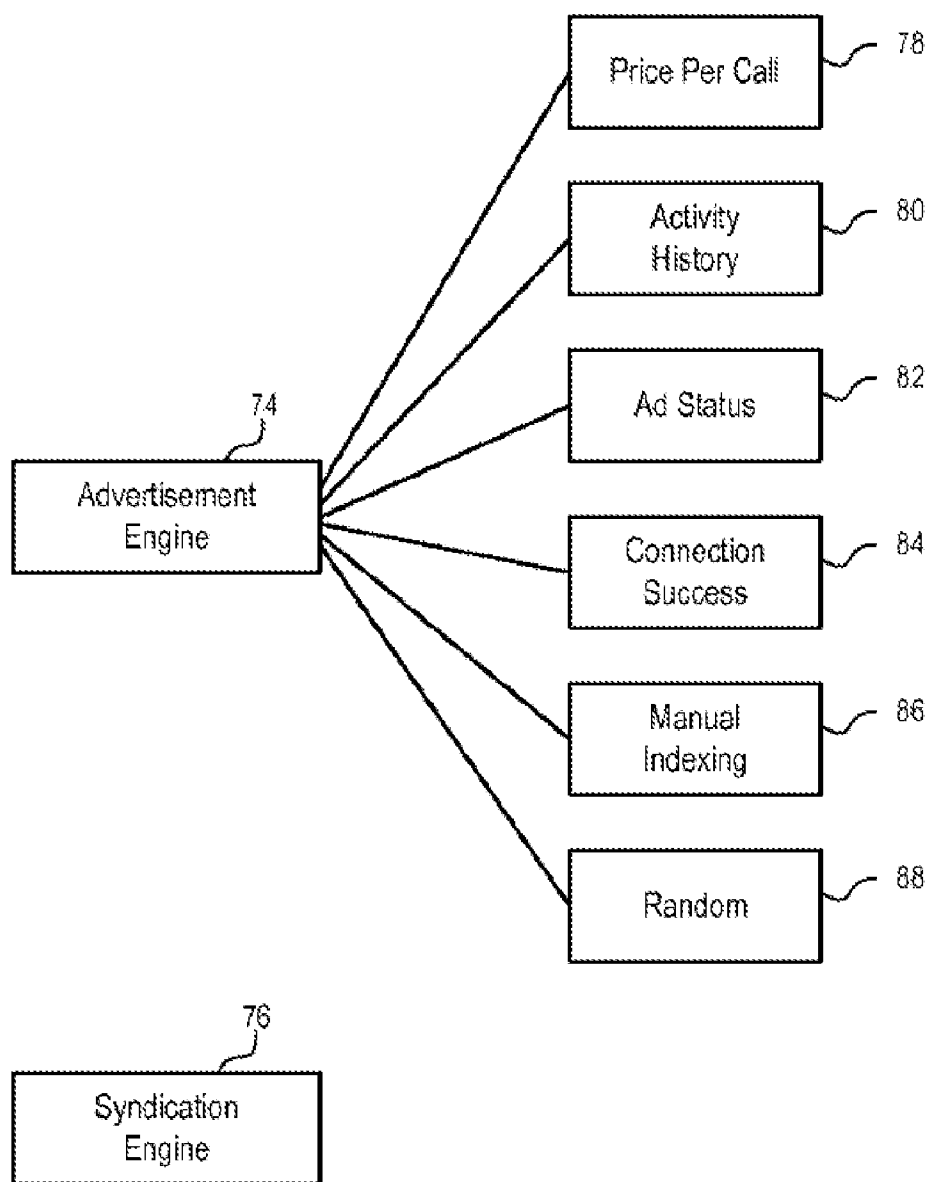 Price Per Call
78
Activity
History
80
Ad Status
82
74
Advertisement
Engine
Connection
Success
84
Manual
Indexing
86
Random
88
76
Syndication
Engine